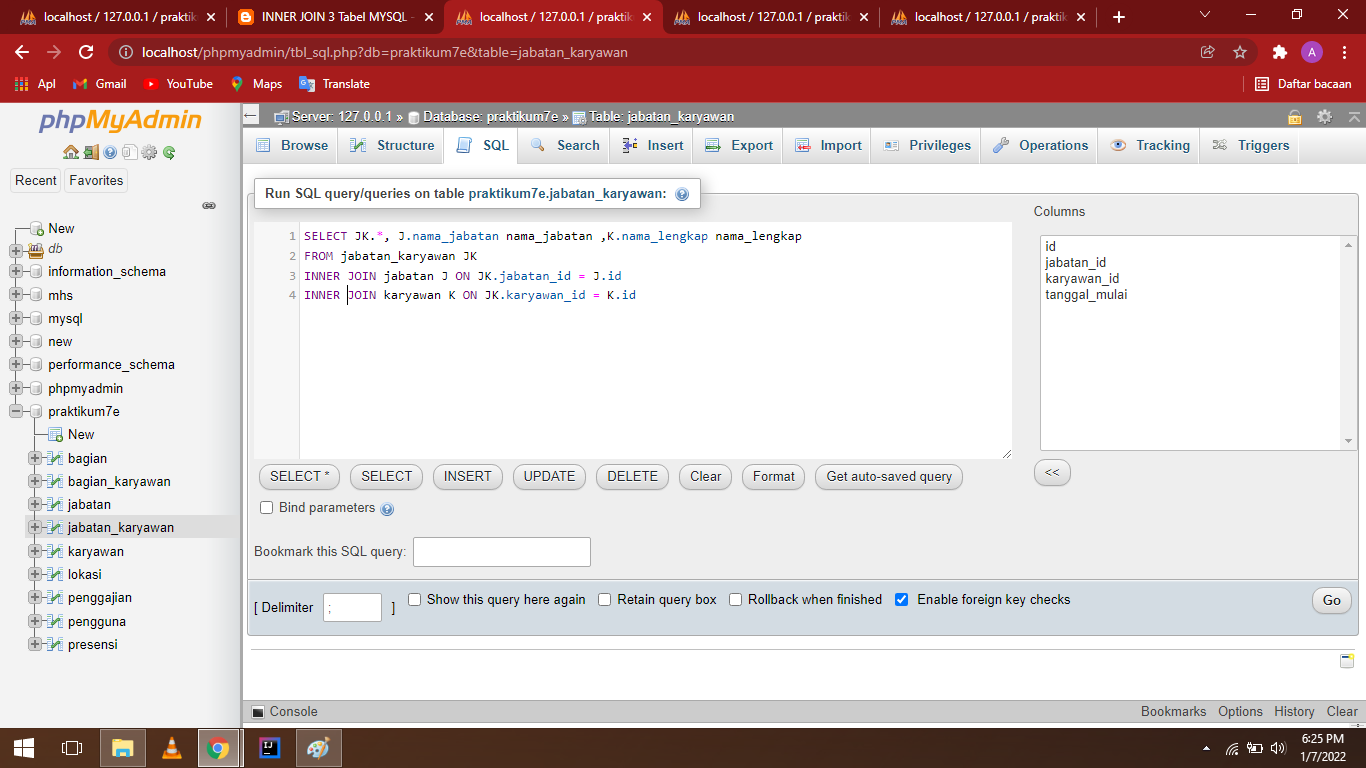 localhost / 127.0.0.1 / praktik
INNER JOIN 3 Tabel MYSQL -
localhost / 127.0.0.1 / praktik
localhost / 127.0.0.1 / praktik
localhost / 127.0.0.1 / praktik
localhost/phpmyadmin/tbl_sql.php?db=praktikum7e&table=jabatan_karyawan
A
Apl
Gmail
YouTube
Maps
Translate
Daftar bacaan
phpMyAdmin
Recent
Favorites
New
db
information_schema
mhs
mysql
new
performance_schema
phpmyadmin
praktikum7e
New
bagian
bagian_karyawan
jabatan
jabatan_karyawan
karyawan
lokasi
penggajian
pengguna
presensi
Server: 127.0.0.1 » Database: praktikum7e » Table: jabatan_karyawan
Browse
Structure
SQL
Search
Insert
Export
Import
Privileges
Operations
Tracking
Triggers
Run SQL query/queries on table praktikum7e.jabatan_karyawan:
1 SELECT JK.*, J.nama_jabatan nama_jabatan ,K.nama_lengkap nama_lengkap
2 FROM jabatan_karyawan JK
3 INNER JOIN jabatan J ON JK.jabatan_id = J.id
4 INNER JOIN karyawan K ON JK.karyawan_id = K.id
Columns
id
jabatan_id
karyawan_id
tanggal_mulai
<<
SELECT *
SELECT
INSERT
UPDATE
DELETE
Clear
Format
Get auto-saved query
Bind parameters
Bookmark this SQL query:
[ Delimiter ; ]
Show this query here again
Retain query box
Rollback when finished
Enable foreign key checks
Go
Console
Bookmarks
Options
History
Clear
6:25 PM
1/7/2022